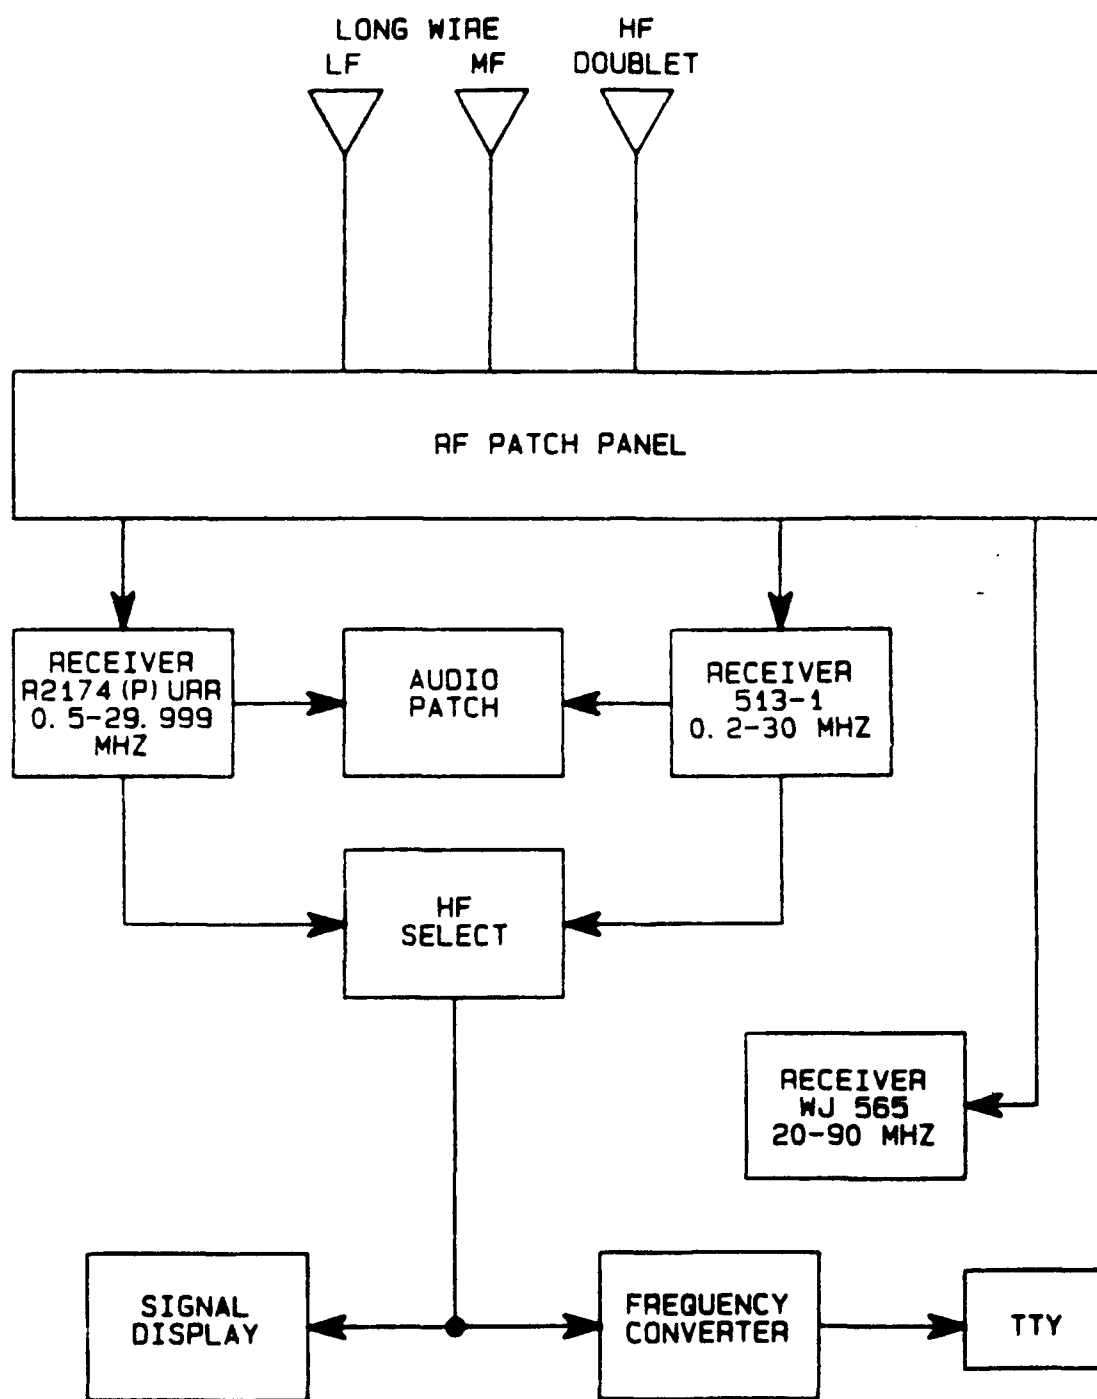 LONG WIRE
LF
MF
HF
DOUBLET
RF PATCH PANEL
RECEIVER
R2174(P)URR
0.5-29.999
MHZ
AUDIO
PATCH
RECEIVER
513-1
0.2-30 MHZ
HF
SELECT
RECEIVER
WJ 565
20-90 MHZ
SIGNAL
DISPLAY
FREQUENCY
CONVERTER
TTY